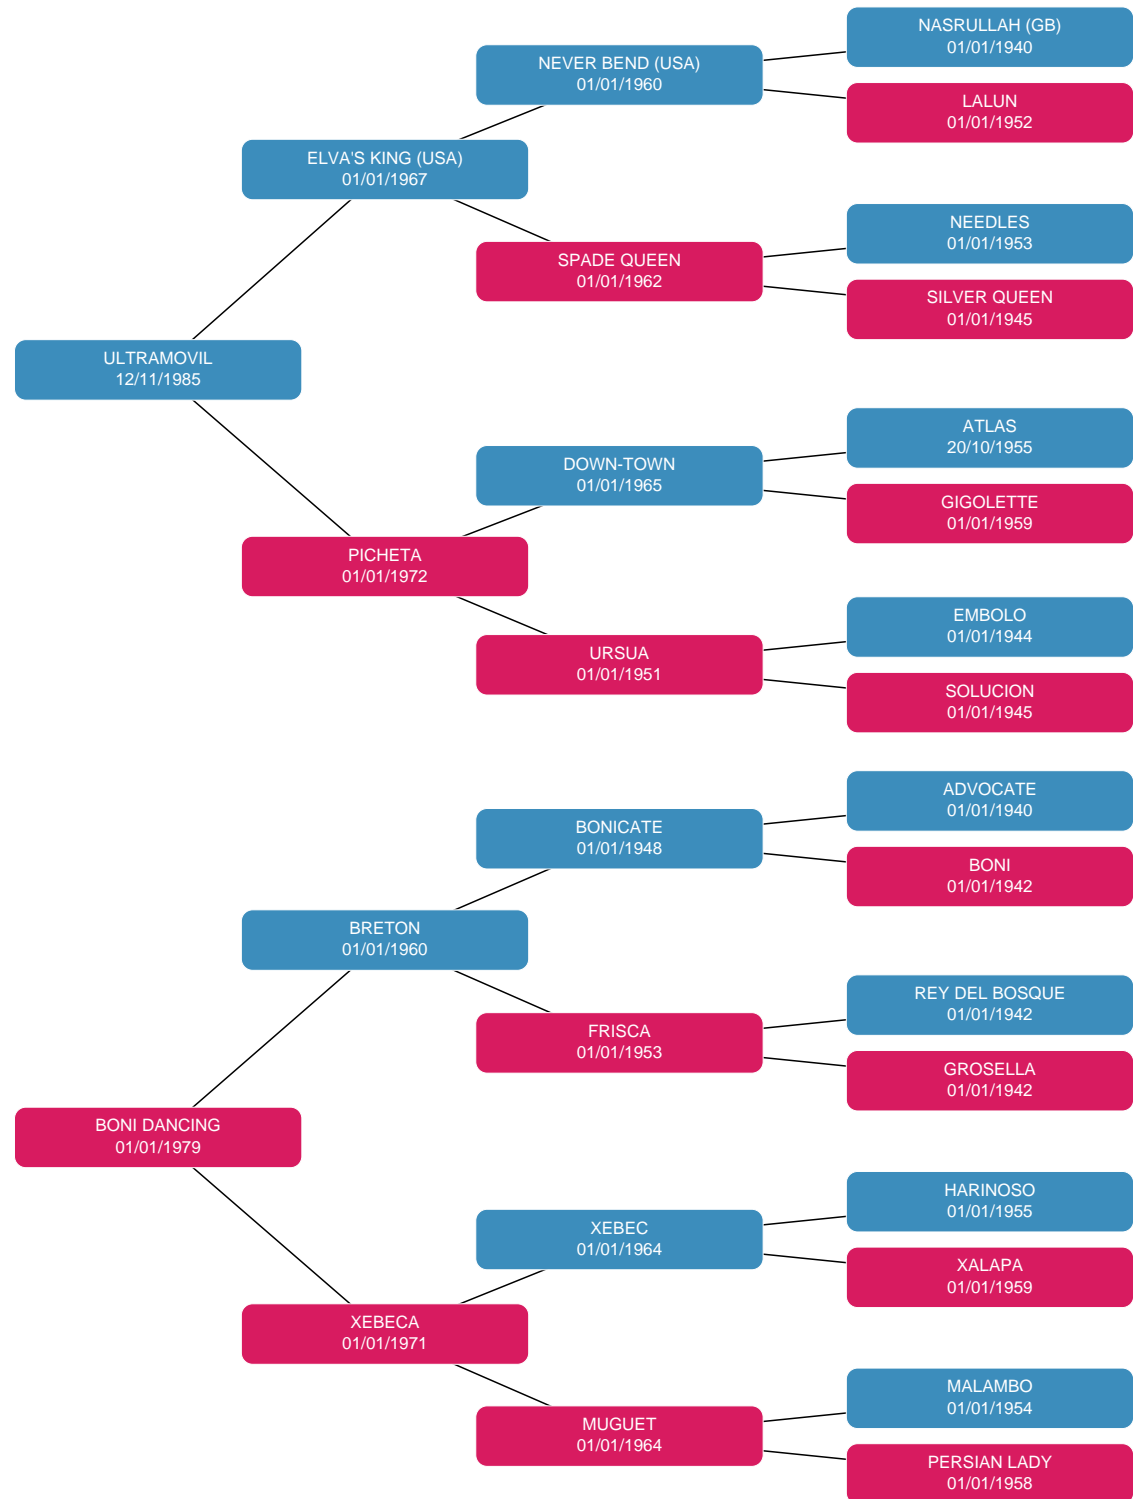 NASRULLAH (GB)
01/01/1940
NEVER BEND (USA)
01/01/1960
LALUN
01/01/1952
ELVA'S KING (USA)
01/01/1967
NEEDLES
01/01/1953
SPADE QUEEN
01/01/1962
SILVER QUEEN
01/01/1945
ULTRAMOVIL
12/11/1985
ATLAS
20/10/1955
DOWN-TOWN
01/01/1965
GIGOLETTE
01/01/1959
PICHETA
01/01/1972
EMBOLO
01/01/1944
URSUA
01/01/1951
SOLUCION
01/01/1945
ADVOCATE
01/01/1940
BONICATE
01/01/1948
BONI
01/01/1942
BRETON
01/01/1960
REY DEL BOSQUE
01/01/1942
FRISCA
01/01/1953
GROSELLA
01/01/1942
BONI DANCING
01/01/1979
HARINOSO
01/01/1955
XEBEC
01/01/1964
XALAPA
01/01/1959
XEBECA
01/01/1971
MALAMBO
01/01/1954
MUGUET
01/01/1964
PERSIAN LADY
01/01/1958